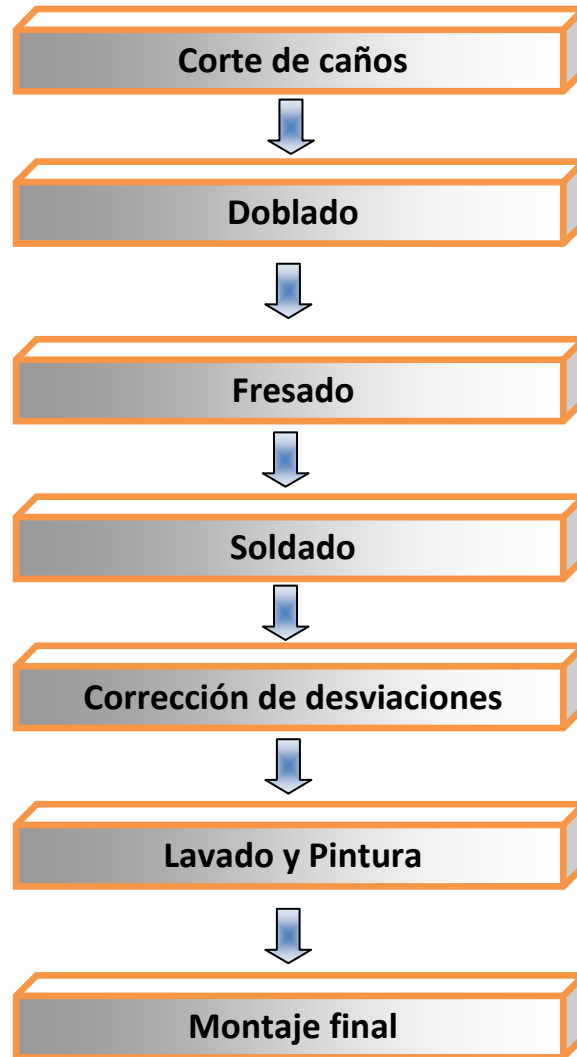 Corte de caños
Doblado
Fresado
Soldado
Corrección de desviaciones
Lavado y Pintura
Montaje final